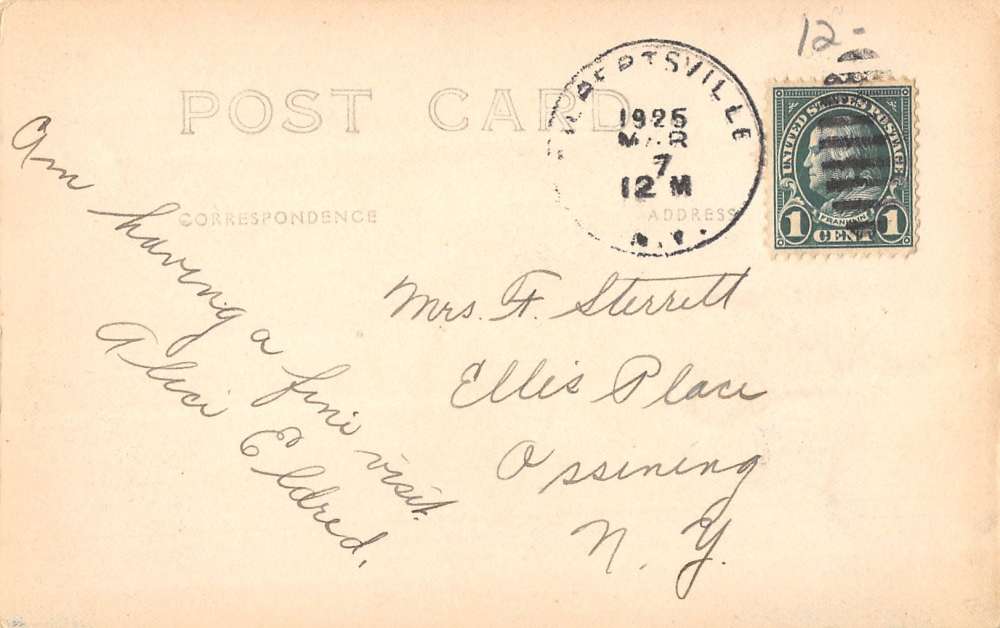 12-
POST CARD
1925
MAR
7
12 M
N.Y.
UNITED STATES POSTAGE
FRANKLIN
1 CENT 1
CORRESPONDENCE
ADDRESS
Am having a fine visit.
Alice Eldred.
Mrs. F. Sterrett
Ellis Place
Ossining
N. Y.